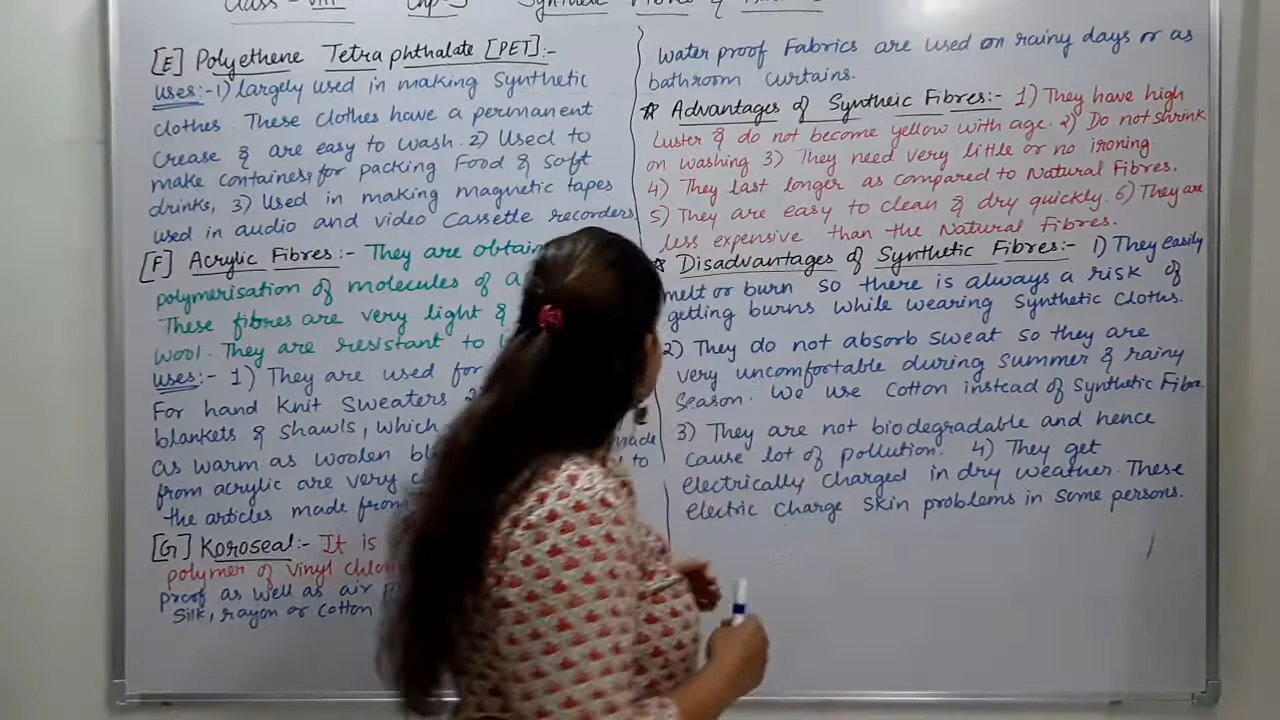 Class - VIII Chp-3 Synthetic Fibres &
[E] Polyethene Tetraphthalate [PET]:-
uses:-1) largely used in making Synthetic
clothes. These clothes have a permanent
crease & are easy to wash. 2) Used to
make containers for packing Food & Soft
drinks, 3) Used in making magnetic tapes
used in audio and video Cassette recorders
[F] Acrylic Fibres:- They are
polymerisation of molecules of
These fibres are very light &
wool. They are resistant to
uses:- 1) They are used for
For hand Knit Sweaters
blankets & Shawls, which
as warm as woolen made
from acrylic are very to
the articles made from
[G] Koroseal:- It is
polymer of Vinyl
proof as well as air
Silk, rayon or Cotton
water proof Fabrics are used on rainy days or as
bathroom curtains.
☆ Advantages of Syntheic Fibres:- 1) They have high
Luster & do not become yellow with age. 2) Do not shrink
on washing 3) They need very little or no ironing
4) They last longer as compared to Natural Fibres.
5) They are easy to clean & dry quickly. 6) They are
less expensive than the Natural Fibres.
Disadvantages of Synthetic Fibres:- 1) They easily
melt or burn so there is always a risk of
getting burns while wearing Synthetic Cloths.
2) They do not absorb sweat so they are
very uncomfortable during Summer & rainy
Season. We use Cotton instead of Synthetic Fibre.
3) They are not biodegradable and hence
cause lot of pollution. 4) They get
electrically charged in dry weather. These
electric charge skin problems in some persons.